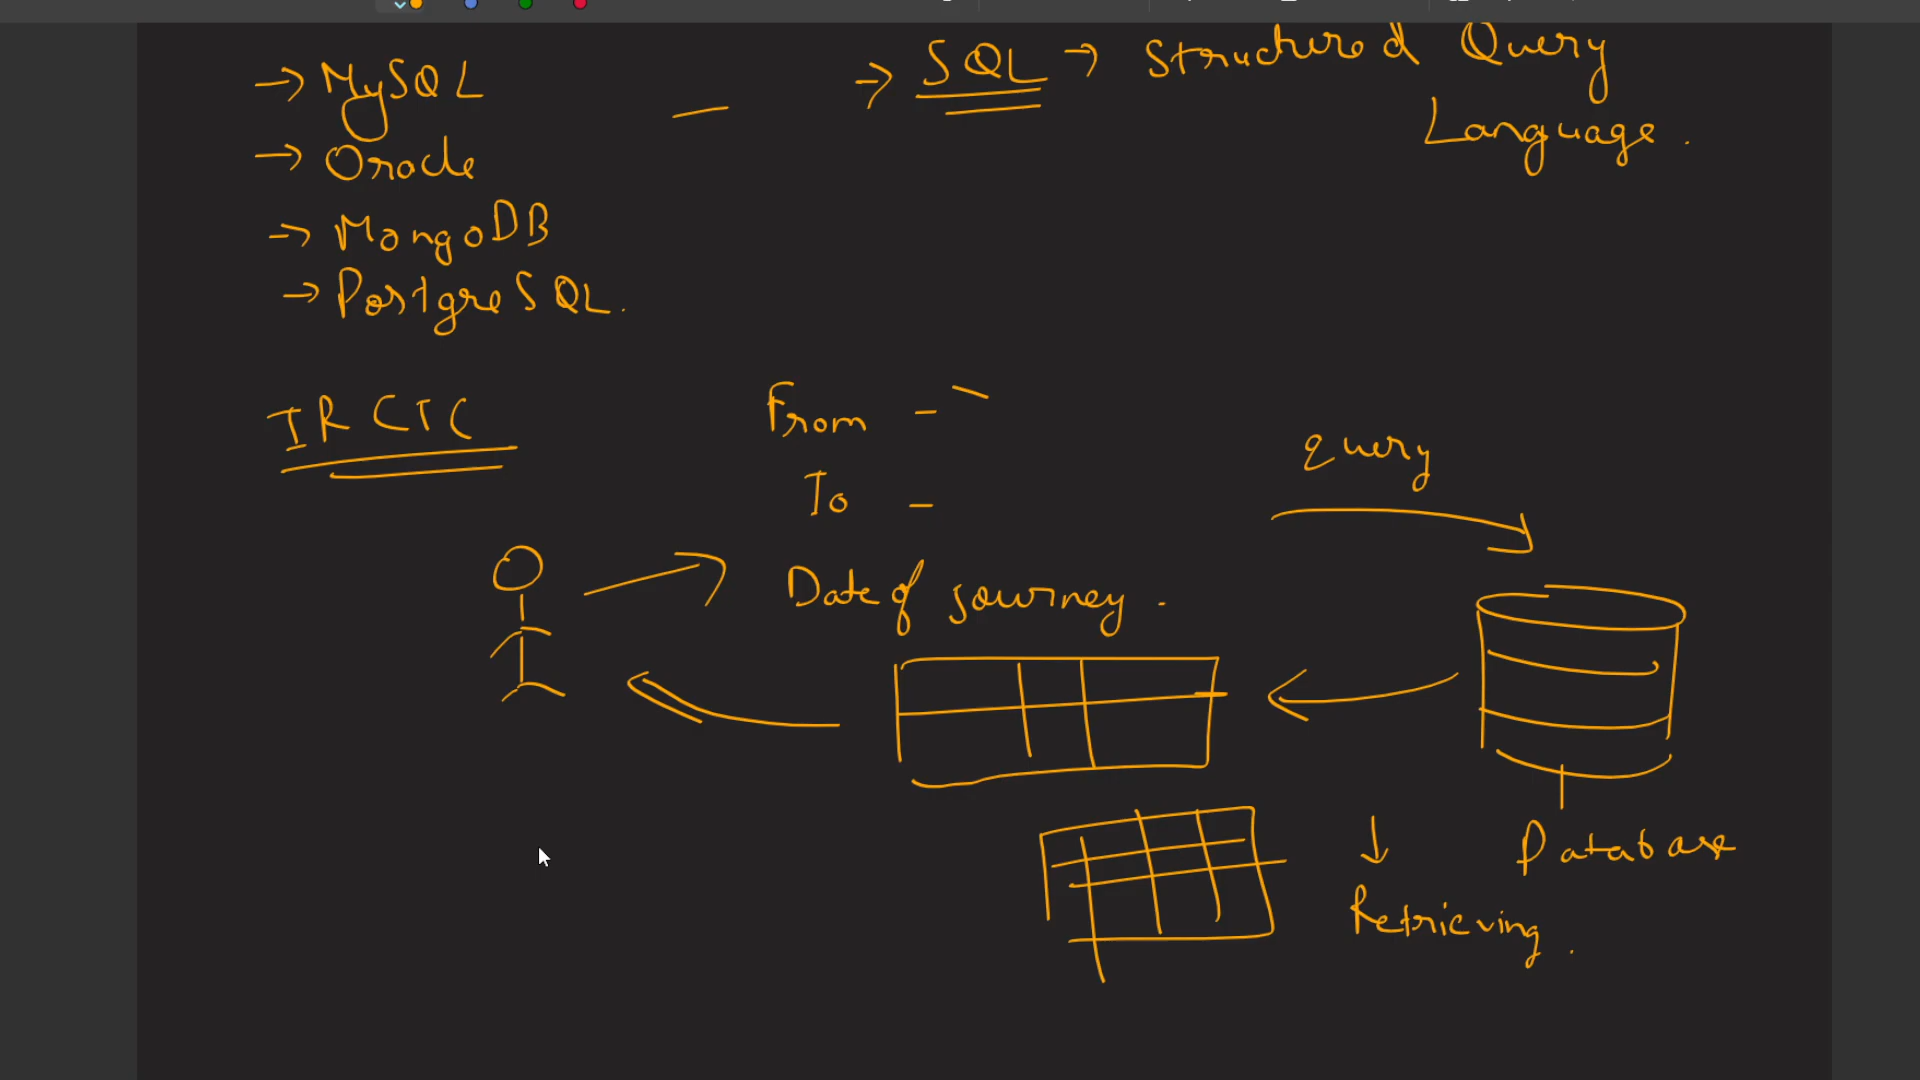 → MySQL
→ Oracle
→ MongoDB
→ PostgreSQL.
→ SQL → Structured Query
Language.
IRCTC
From -
To -
Date of journey.
query
Database
↓
Retrieving.